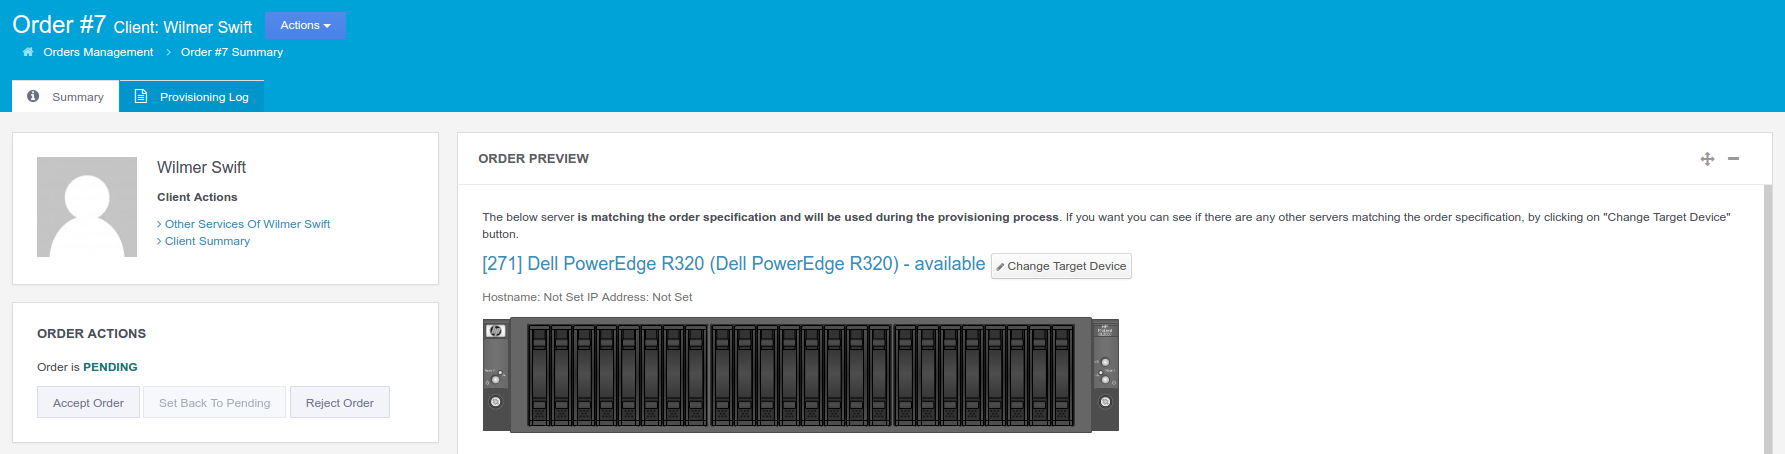 Order #7 Client: Wilmer Swift Actions
Orders Management > Order #7 Summary
Summary Provisioning Log
Wilmer Swift
Client Actions
> Other Services Of Wilmer Swift
> Client Summary
ORDER ACTIONS
Order is PENDING
Accept Order Set Back To Pending Reject Order
ORDER PREVIEW
The below server is matching the order specification and will be used during the provisioning process. If you want you can see if there are any other servers matching the order specification, by clicking on "Change Target Device"
button.
[271] Dell PowerEdge R320 (Dell PowerEdge R320) - available Change Target Device
Hostname: Not Set IP Address: Not Set